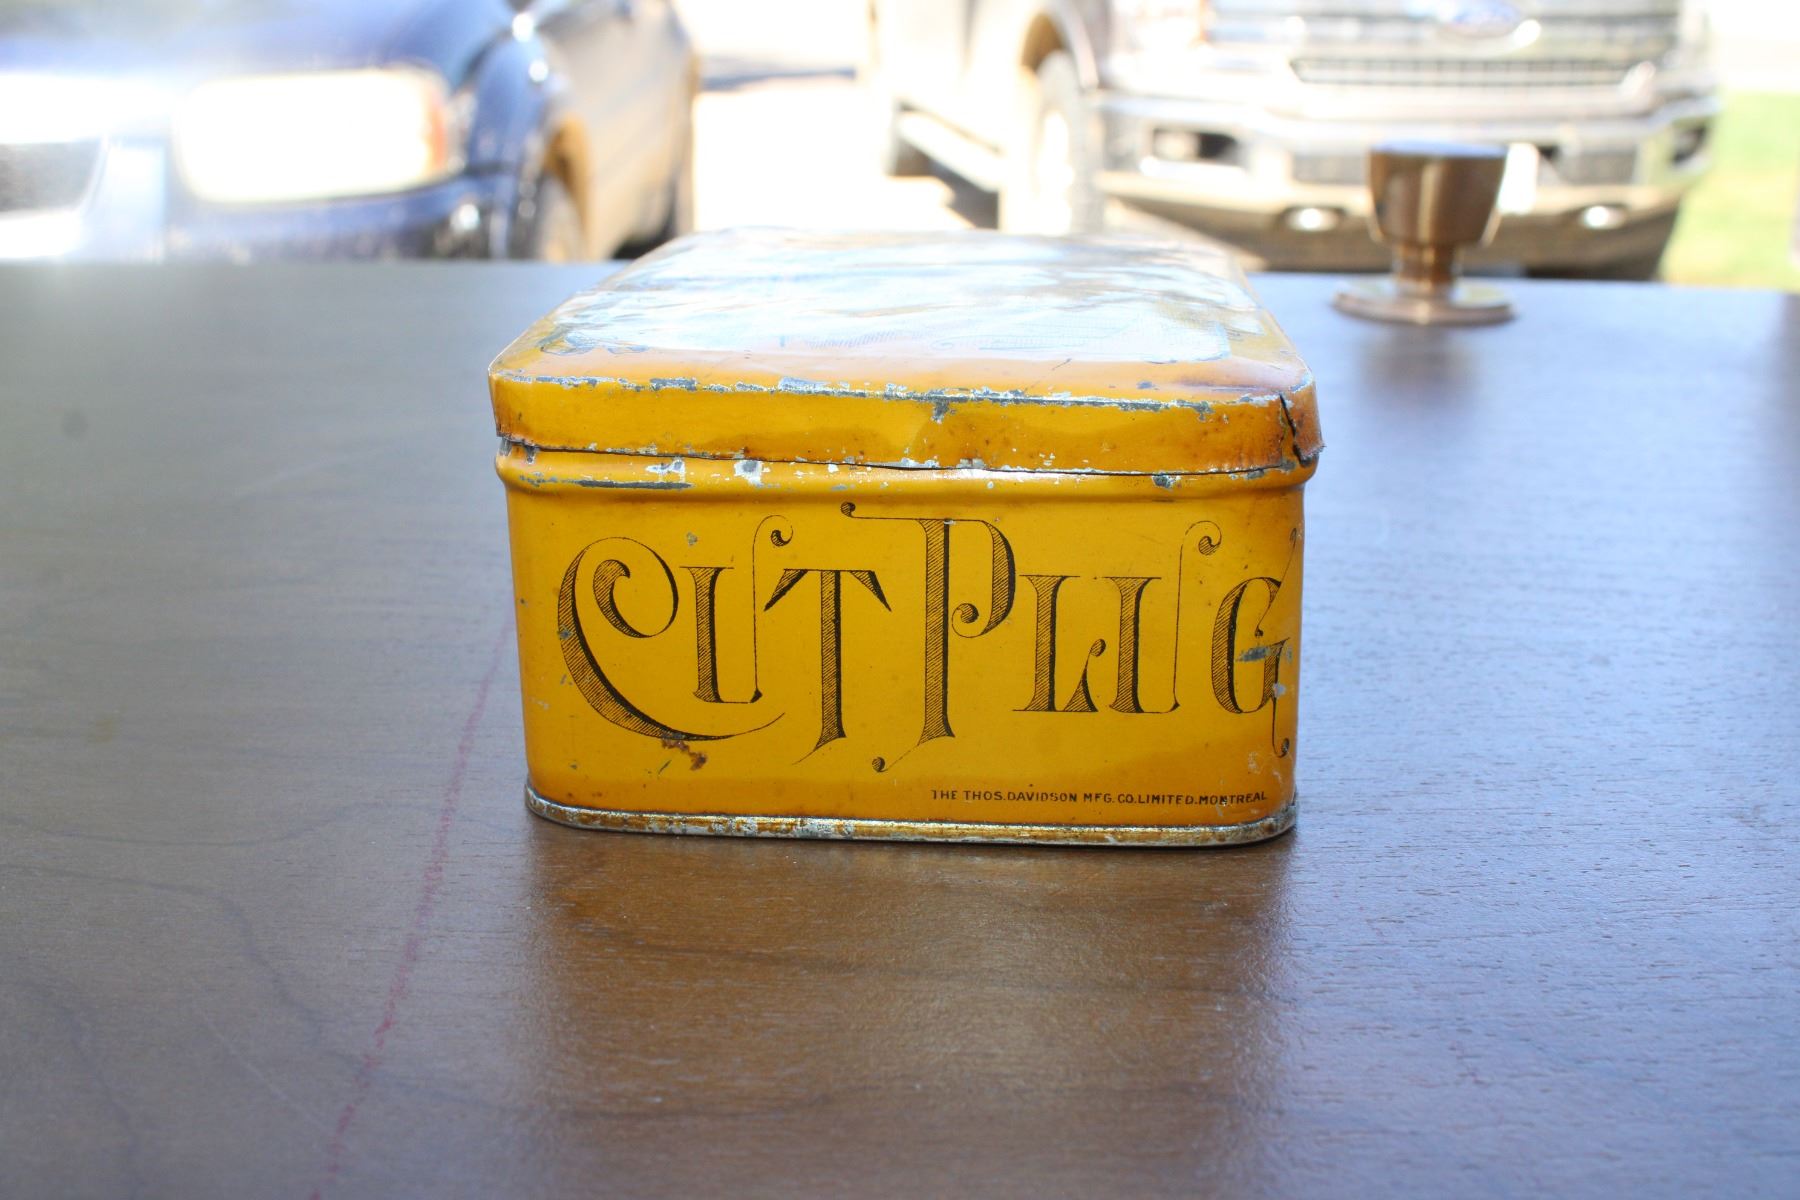 CUT PLUG
THE THOS. DAVIDSON MFG. CO. LIMITED. MONTREAL